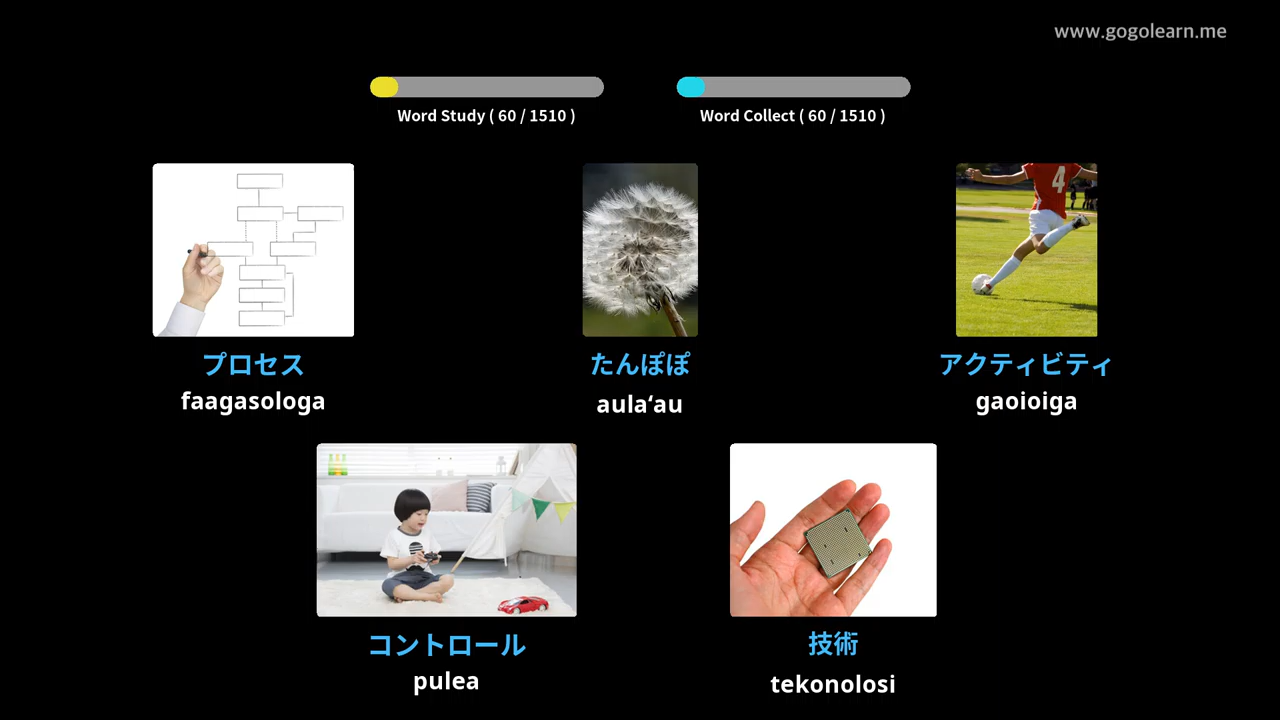 www.gogolearn.me
Word Study ( 60 / 1510 )
Word Collect ( 60 / 1510 )
プロセス
faagasologa
たんぽぽ
aulaʻau
アクティビティ
gaoioiga
コントロール
pulea
技術
tekonolosi
4